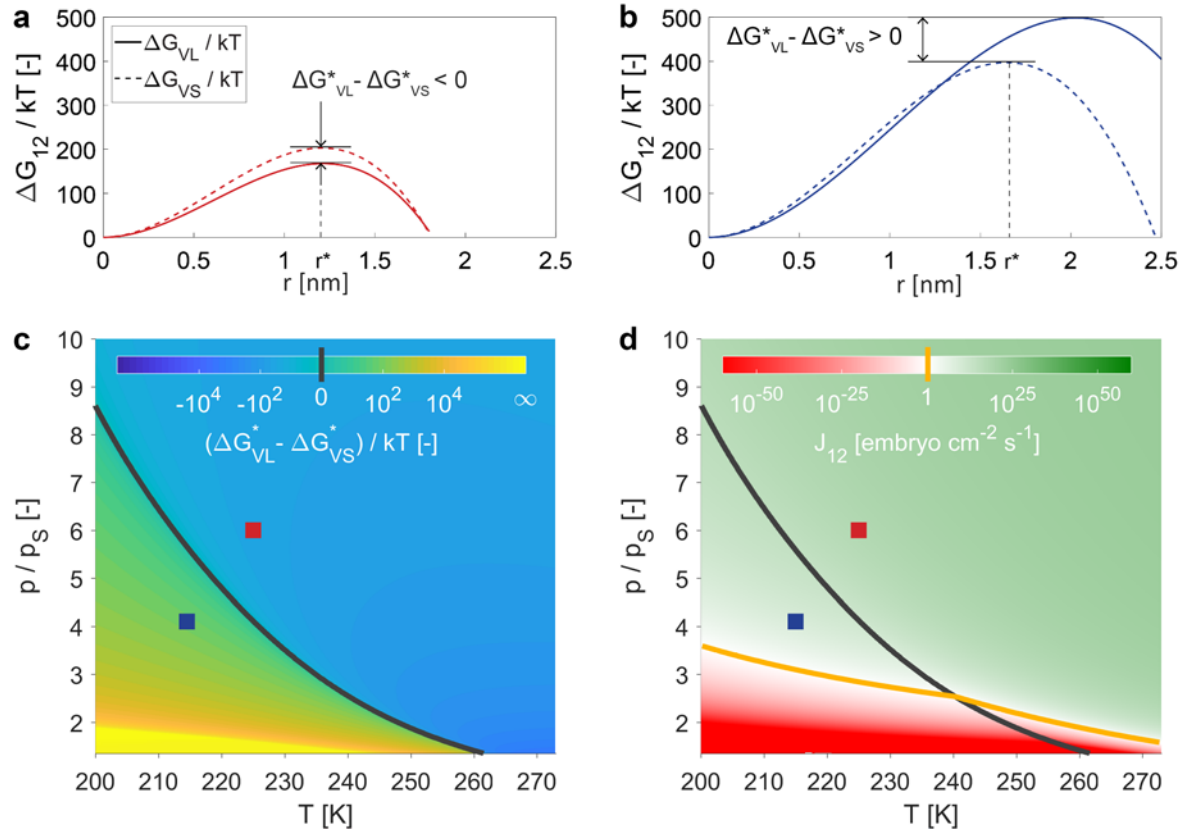 a
500
400
300
200
100
0
ΔG12 / kT [-]
ΔGVL / kT
ΔGVS / kT
ΔG*VL - ΔG*VS < 0
0 0.5 1 r* 1.5 2 2.5
r [nm]
b
500
400
300
200
100
0
ΔG12 / kT [-]
ΔG*VL - ΔG*VS > 0
0 0.5 1 1.5 r* 2 2.5
r [nm]
c
10
9
8
7
6
5
4
3
2
p / pS [-]
-10^4 -10^2 0 10^2 10^4 ∞
(ΔG*VL - ΔG*VS) / kT [-]
200 210 220 230 240 250 260 270
T [K]
d
10
9
8
7
6
5
4
3
2
p / pS [-]
10^-50 10^-25 1 10^25 10^50
J12 [embryo cm^-2 s^-1]
200 210 220 230 240 250 260 270
T [K]